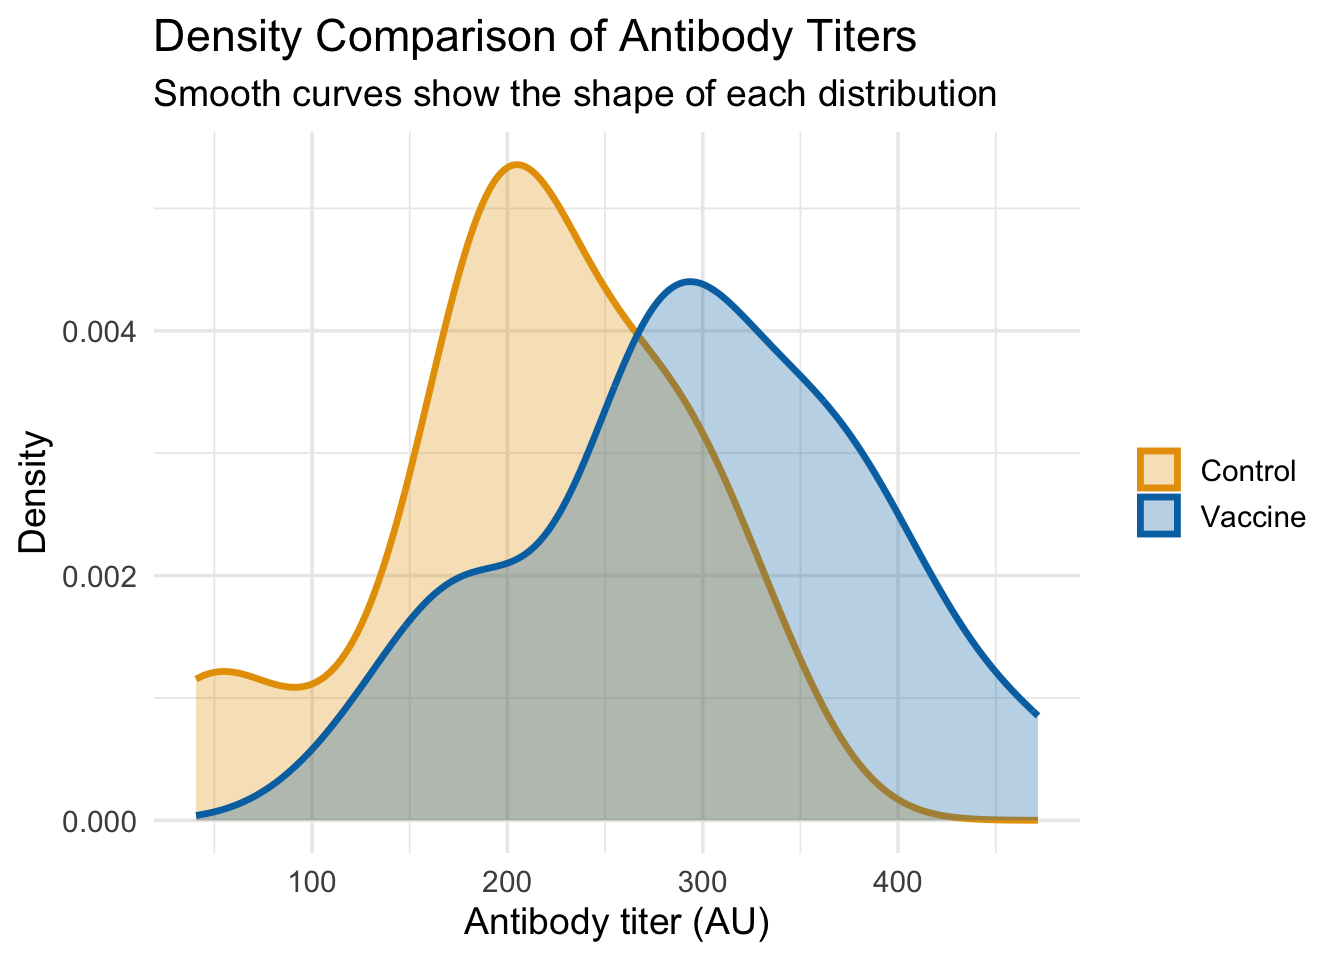 Density Comparison of Antibody Titers
Smooth curves show the shape of each distribution
Density
0.004
0.002
0.000
100 200 300 400
Antibody titer (AU)
Control
Vaccine